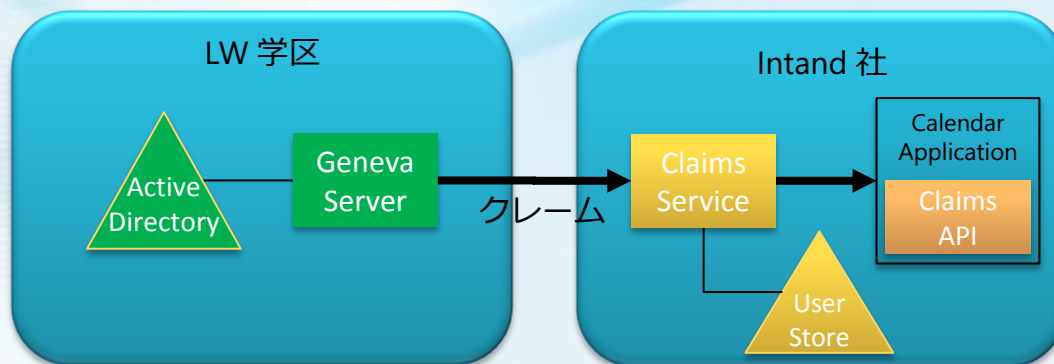 LW 学区
Active
Directory
Geneva
Server
クレーム
Intand 社
Claims
Service
User
Store
Calendar
Application
Claims
API